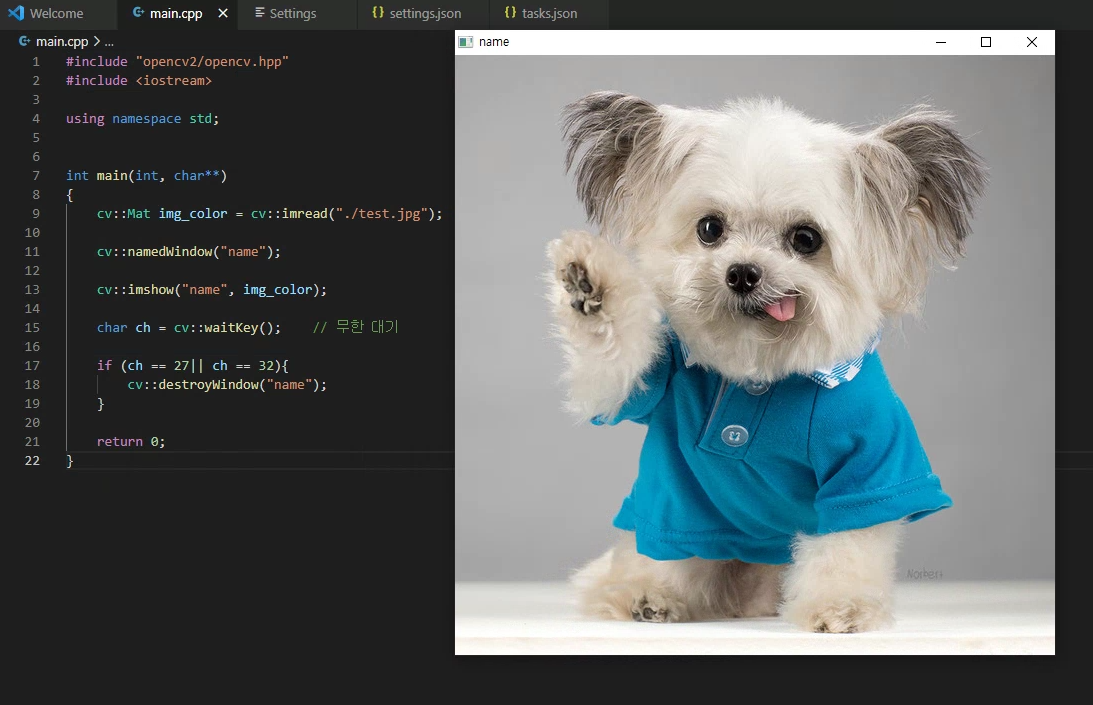 Welcome
main.cpp
Settings
settings.json
tasks.json
main.cpp > ...
name
1 #include "opencv2/opencv.hpp"
2 #include <iostream>
3
4 using namespace std;
5
6
7 int main(int, char**)
8 {
9     cv::Mat img_color = cv::imread("./test.jpg");
10
11     cv::namedWindow("name");
12
13     cv::imshow("name", img_color);
14
15     char ch = cv::waitKey();    // 무한 대기
16
17     if (ch == 27|| ch == 32){
18         cv::destroyWindow("name");
19     }
20
21     return 0;
22 }
Norbert